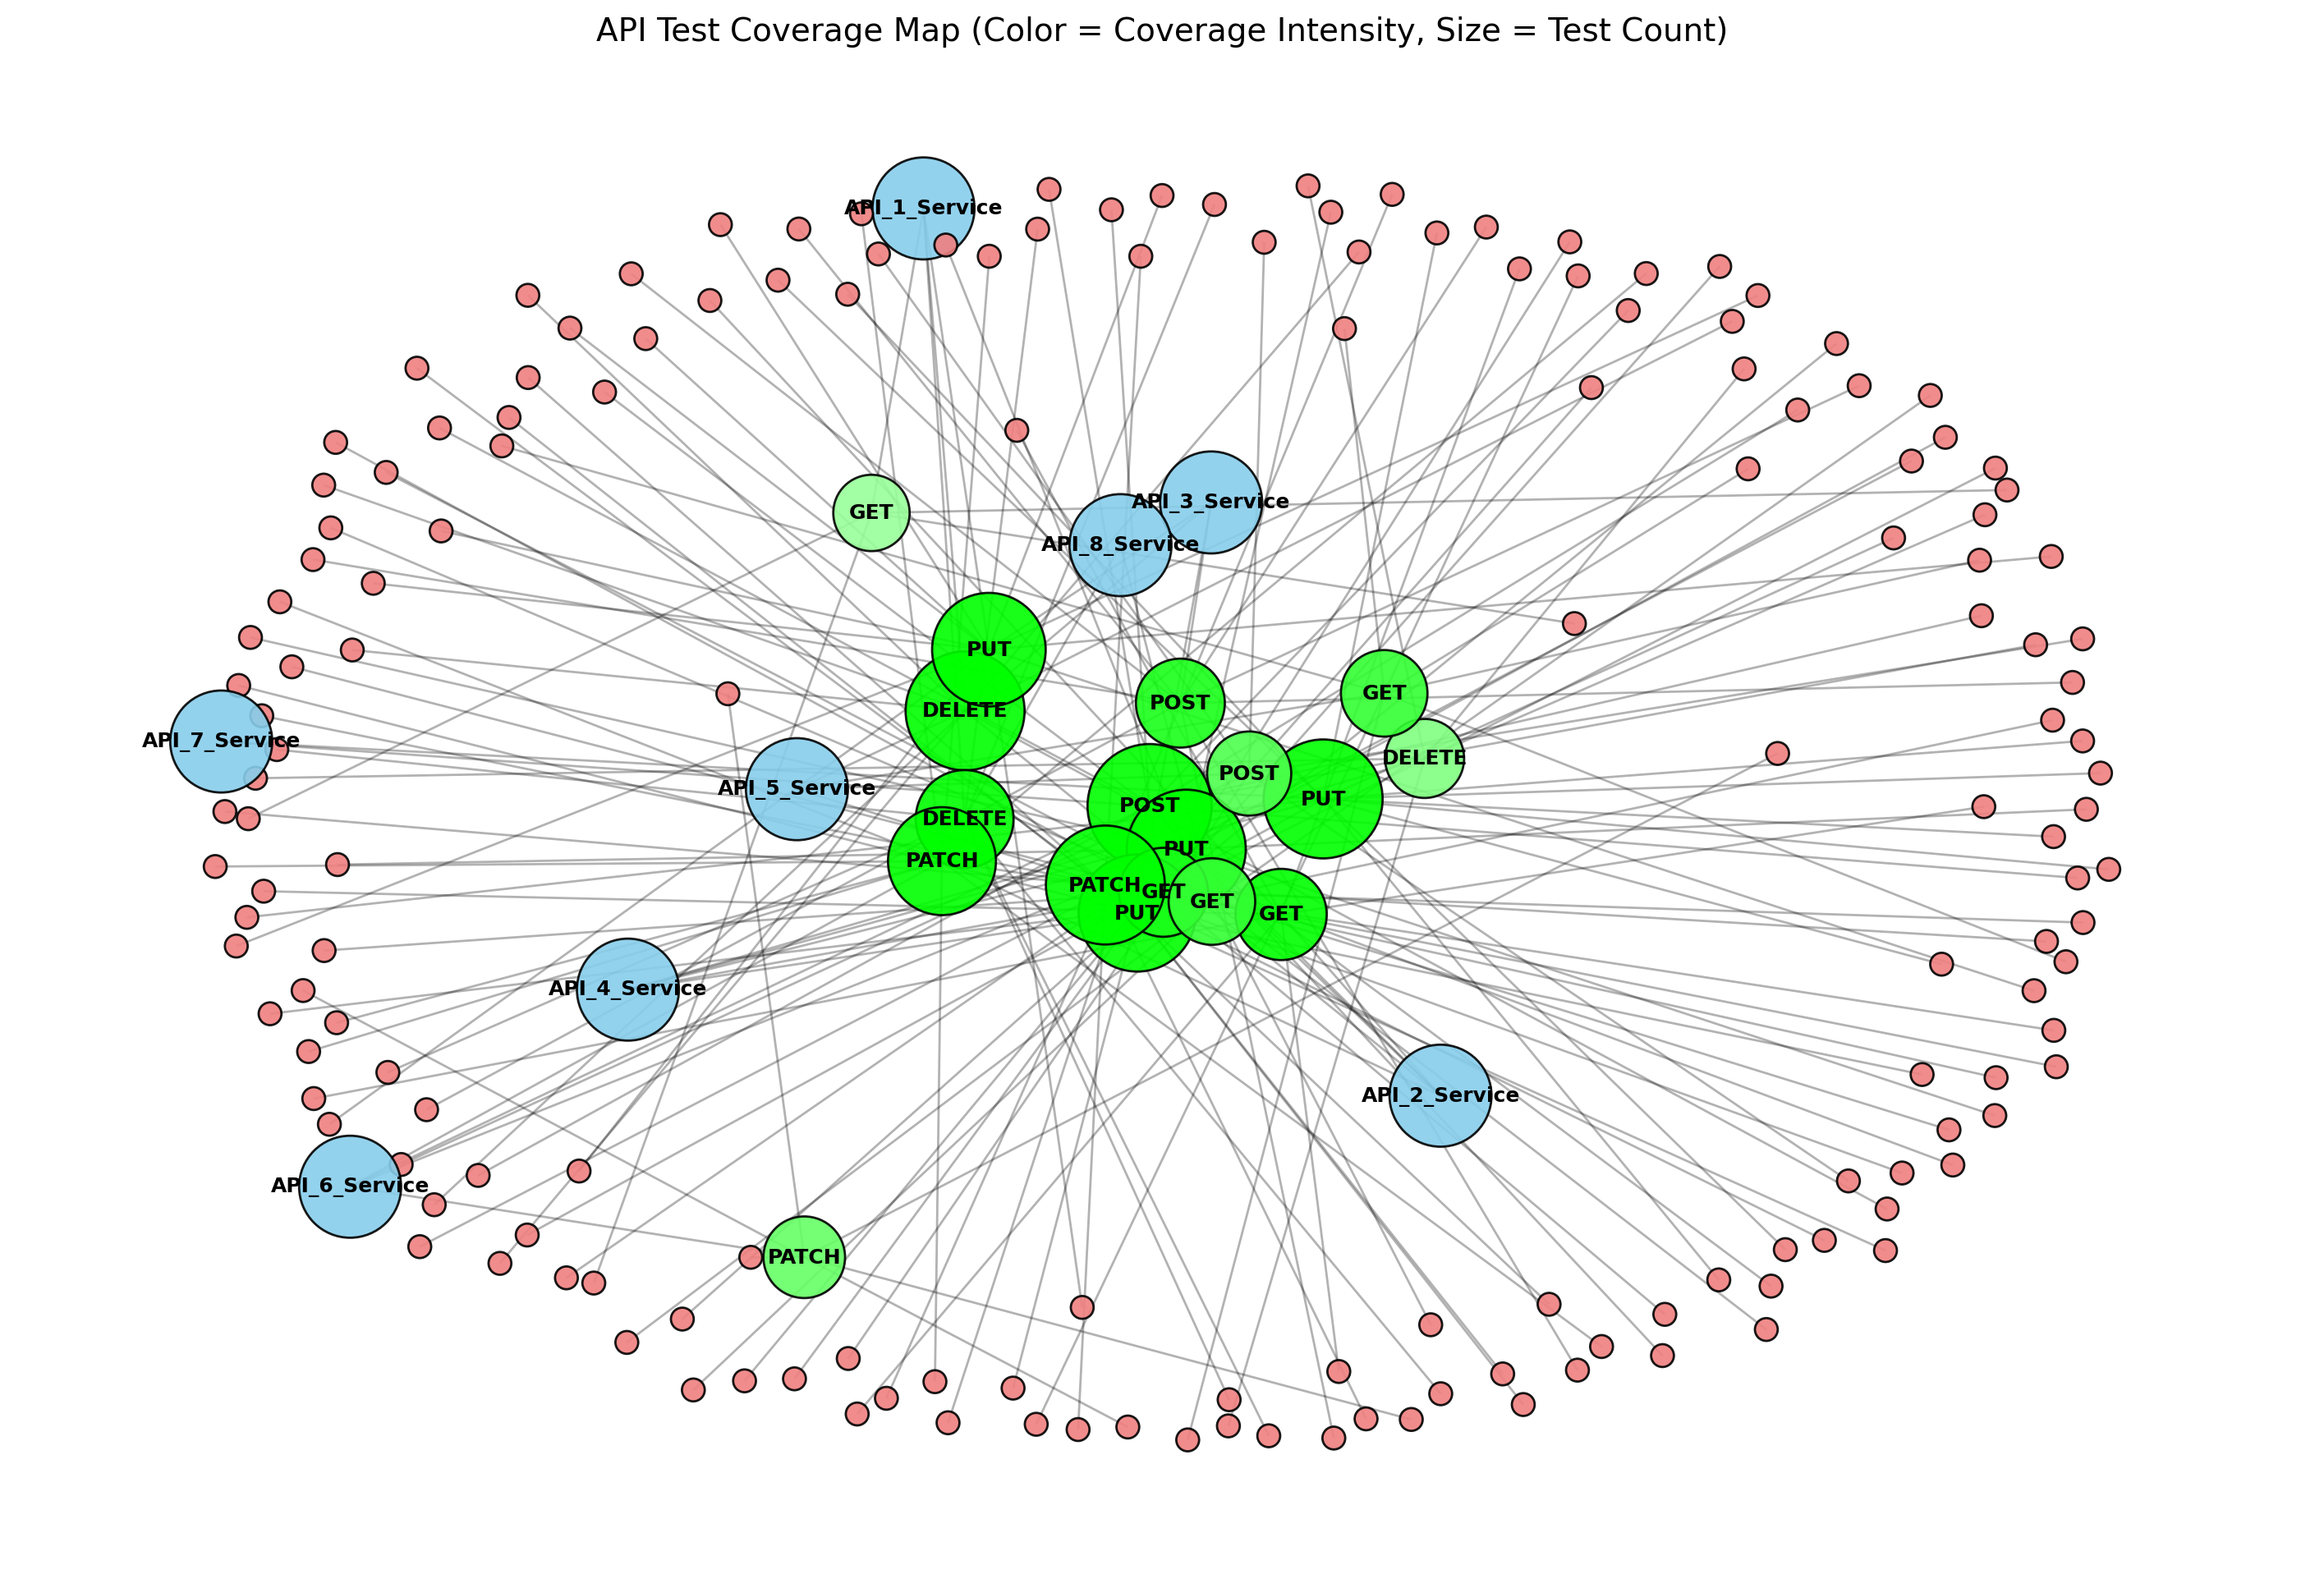 API Test Coverage Map (Color = Coverage Intensity, Size = Test Count)
API_1_Service
API_3_Service
GET
API_8_Service
PUT
GET
POST
DELETE
API_7_Service
DELETE
POST
API_5_Service
PUT
POST
DELETE
PUT
PATCH
PATCH
GET
GET
PUT
GET
API_4_Service
API_2_Service
API_6_Service
PATCH